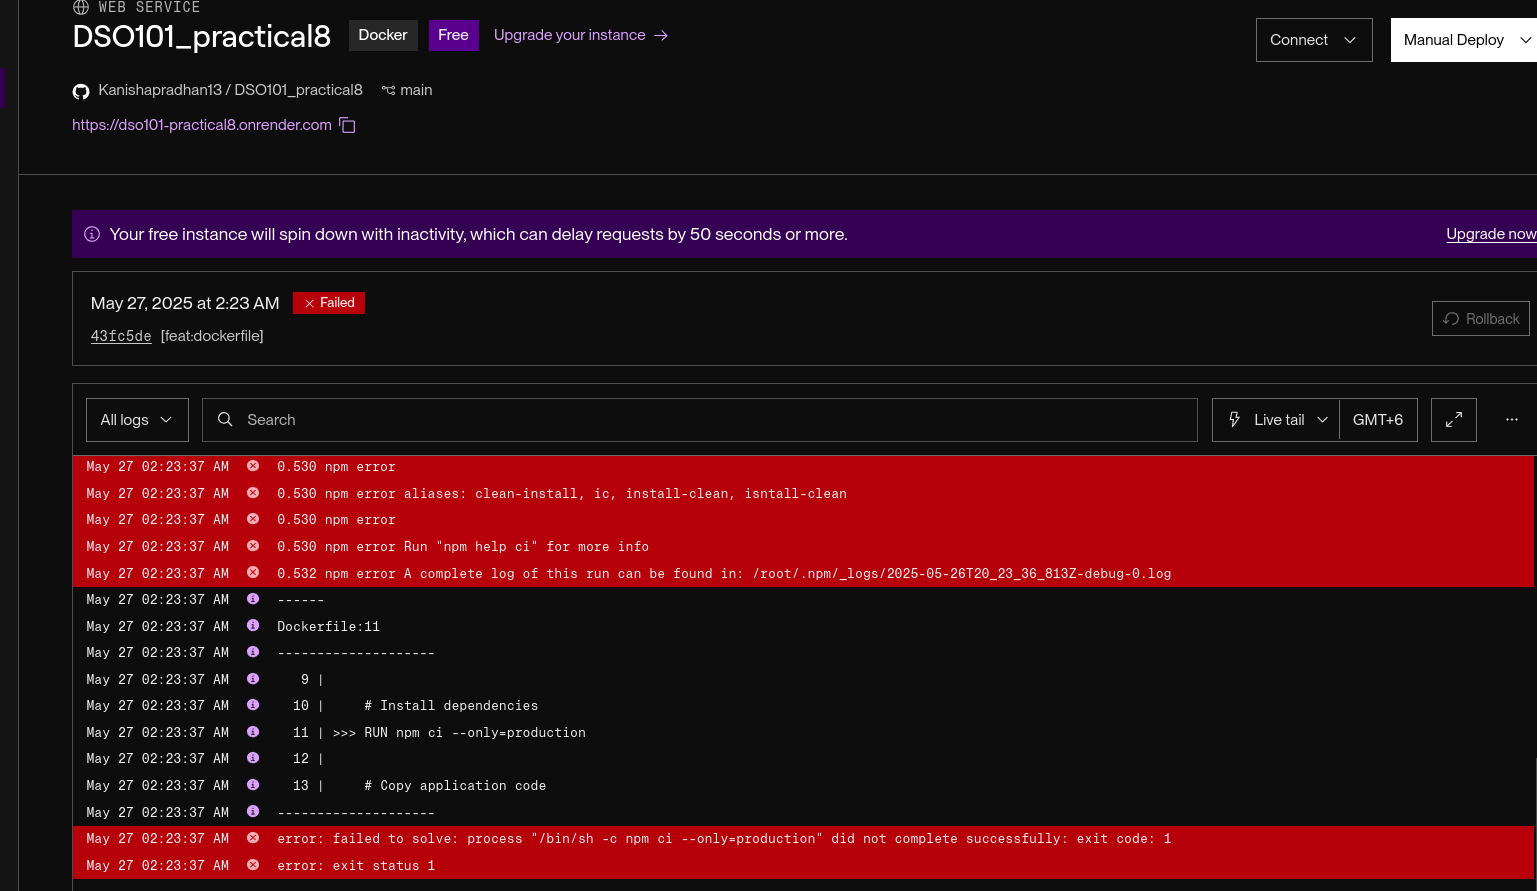 WEB SERVICE
DSO101_practical8 Docker Free Upgrade your instance → Connect Manual Deploy
Kanishapradhan13 / DSO101_practical8 main
https://dso101-practical8.onrender.com
Your free instance will spin down with inactivity, which can delay requests by 50 seconds or more. Upgrade now
May 27, 2025 at 2:23 AM Failed
43fc5de [feat:dockerfile] Rollback
All logs Search Live tail GMT+6 ...
May 27 02:23:37 AM 0.530 npm error
May 27 02:23:37 AM 0.530 npm error aliases: clean-install, ic, install-clean, isntall-clean
May 27 02:23:37 AM 0.530 npm error
May 27 02:23:37 AM 0.530 npm error Run "npm help ci" for more info
May 27 02:23:37 AM 0.532 npm error A complete log of this run can be found in: /root/.npm/_logs/2025-05-26T20_23_36_813Z-debug-0.log
May 27 02:23:37 AM ------
May 27 02:23:37 AM Dockerfile:11
May 27 02:23:37 AM --------------------
May 27 02:23:37 AM 9 |
May 27 02:23:37 AM 10 | # Install dependencies
May 27 02:23:37 AM 11 | >>> RUN npm ci --only=production
May 27 02:23:37 AM 12 |
May 27 02:23:37 AM 13 | # Copy application code
May 27 02:23:37 AM --------------------
May 27 02:23:37 AM error: failed to solve: process "/bin/sh -c npm ci --only=production" did not complete successfully: exit code: 1
May 27 02:23:37 AM error: exit status 1